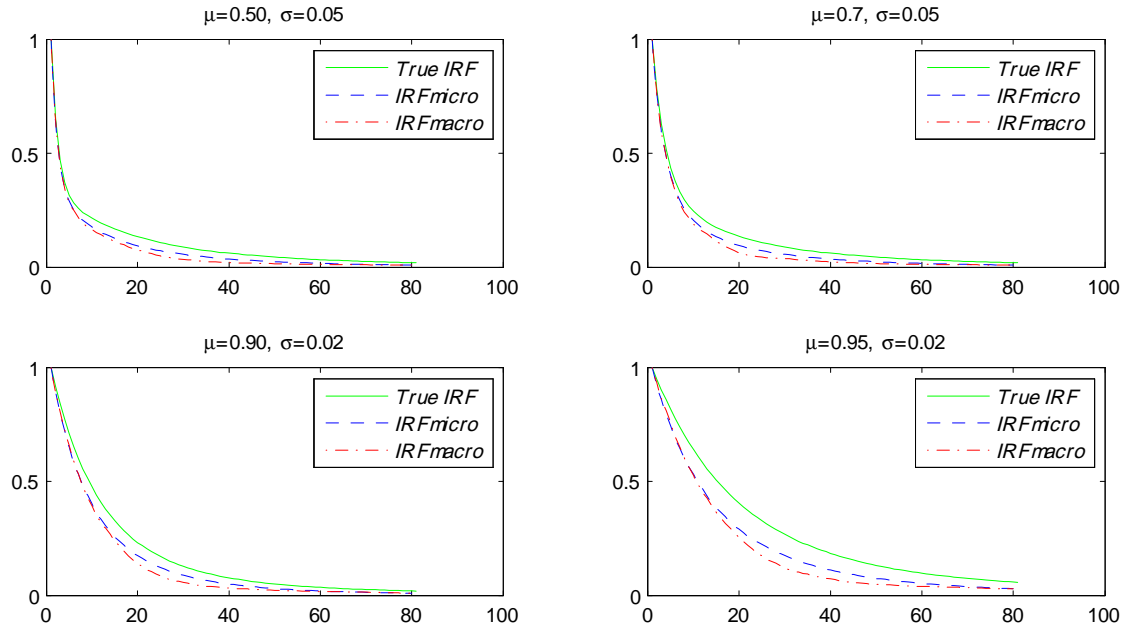 μ=0.50, σ=0.05
1
0.5
0
0 20 40 60 80 100
True IRF
IRFmicro
IRFmacro
μ=0.7, σ=0.05
1
0.5
0
0 20 40 60 80 100
True IRF
IRFmicro
IRFmacro
μ=0.90, σ=0.02
1
0.5
0
0 20 40 60 80 100
True IRF
IRFmicro
IRFmacro
μ=0.95, σ=0.02
1
0.5
0
0 20 40 60 80 100
True IRF
IRFmicro
IRFmacro